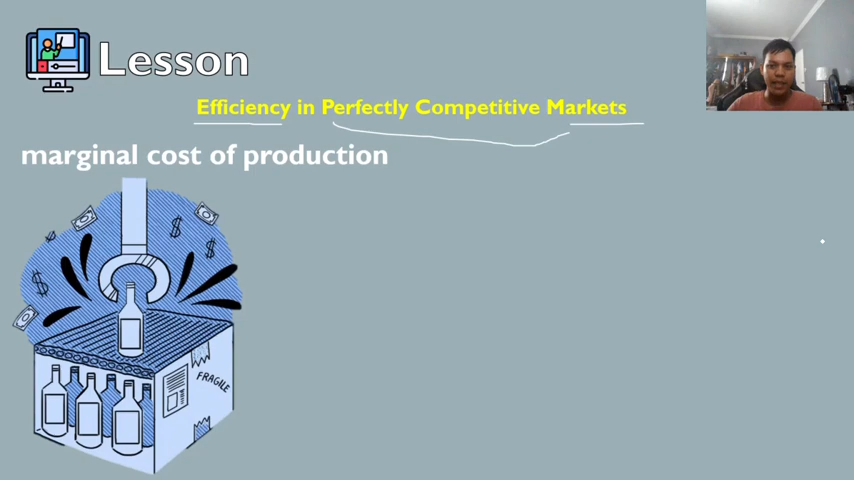 Lesson
Efficiency in Perfectly Competitive Markets
marginal cost of production
FRAGILE